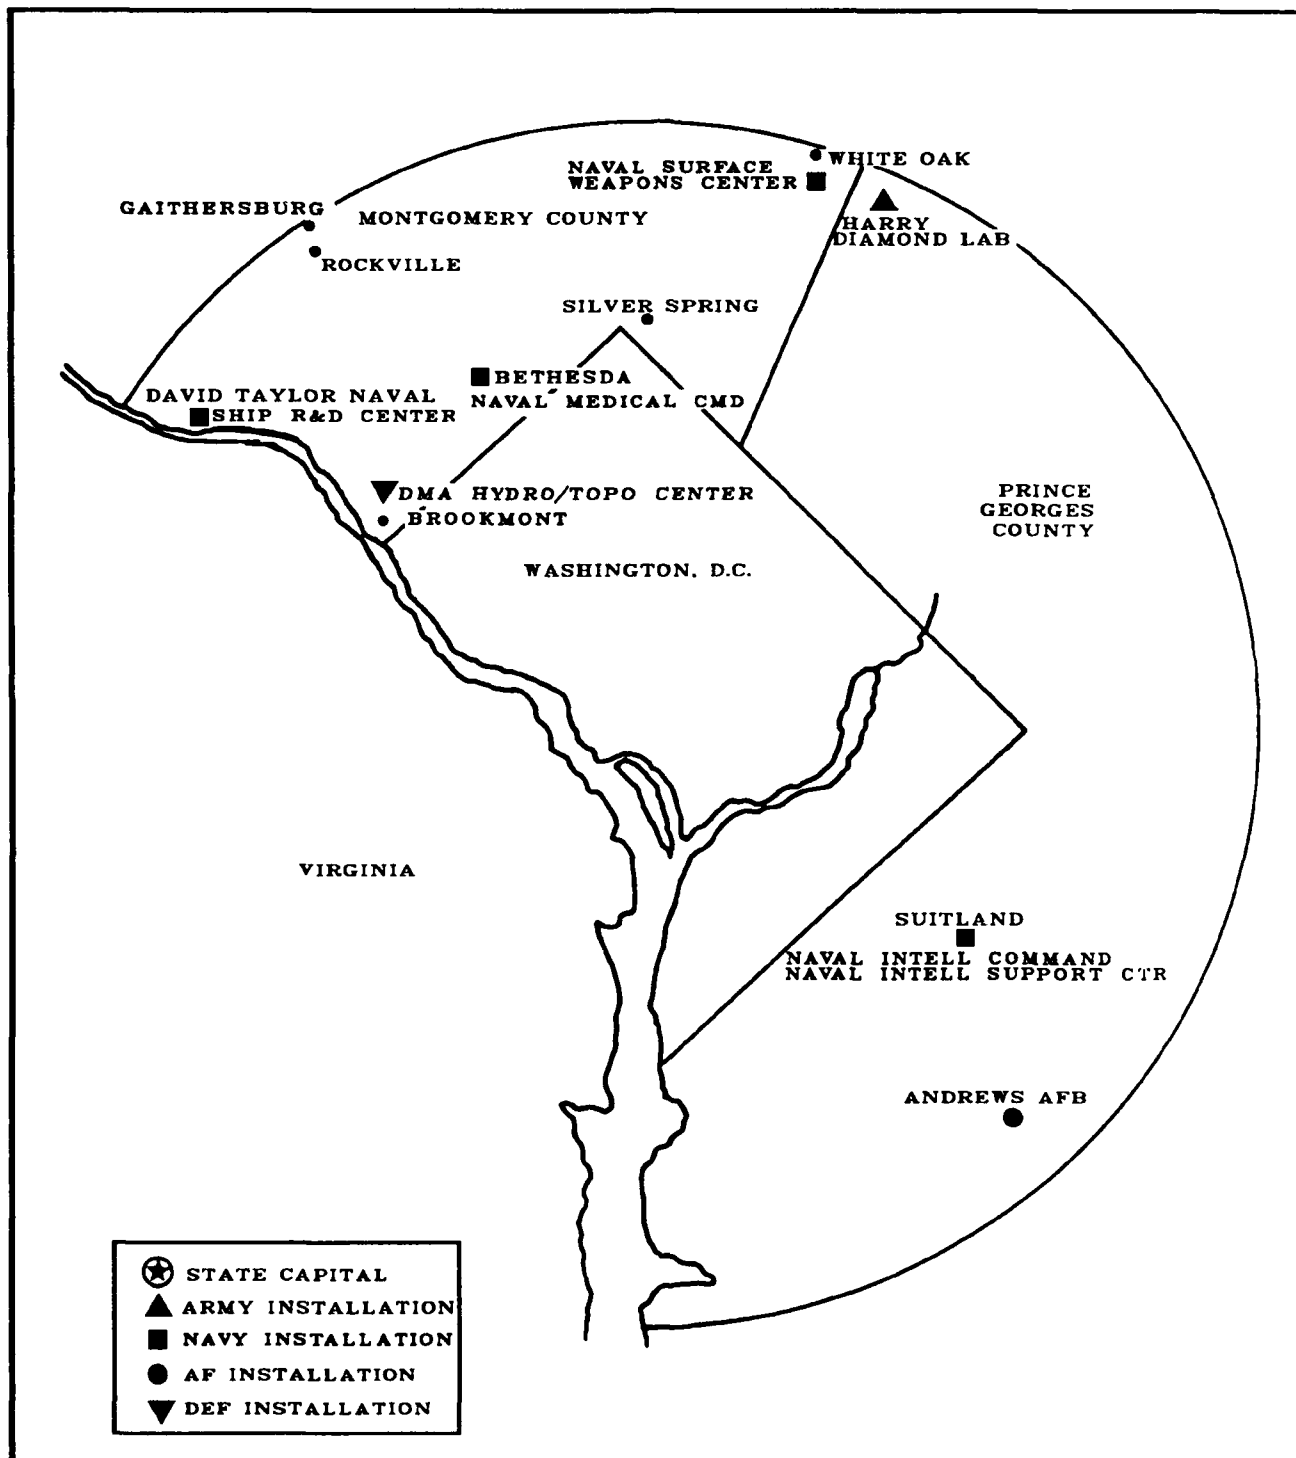 WHITE OAK
NAVAL SURFACE
WEAPONS CENTER
GAITHERSBURG
MONTGOMERY COUNTY
HARRY
DIAMOND LAB
ROCKVILLE
SILVER SPRING
BETHESDA
NAVAL MEDICAL CMD
DAVID TAYLOR NAVAL
SHIP R&D CENTER
DMA HYDRO/TOPO CENTER
BROOKMONT
PRINCE
GEORGES
COUNTY
WASHINGTON, D.C.
VIRGINIA
SUITLAND
NAVAL INTELL COMMAND
NAVAL INTELL SUPPORT CTR
ANDREWS AFB
STATE CAPITAL
ARMY INSTALLATION
NAVY INSTALLATION
AF INSTALLATION
DEF INSTALLATION